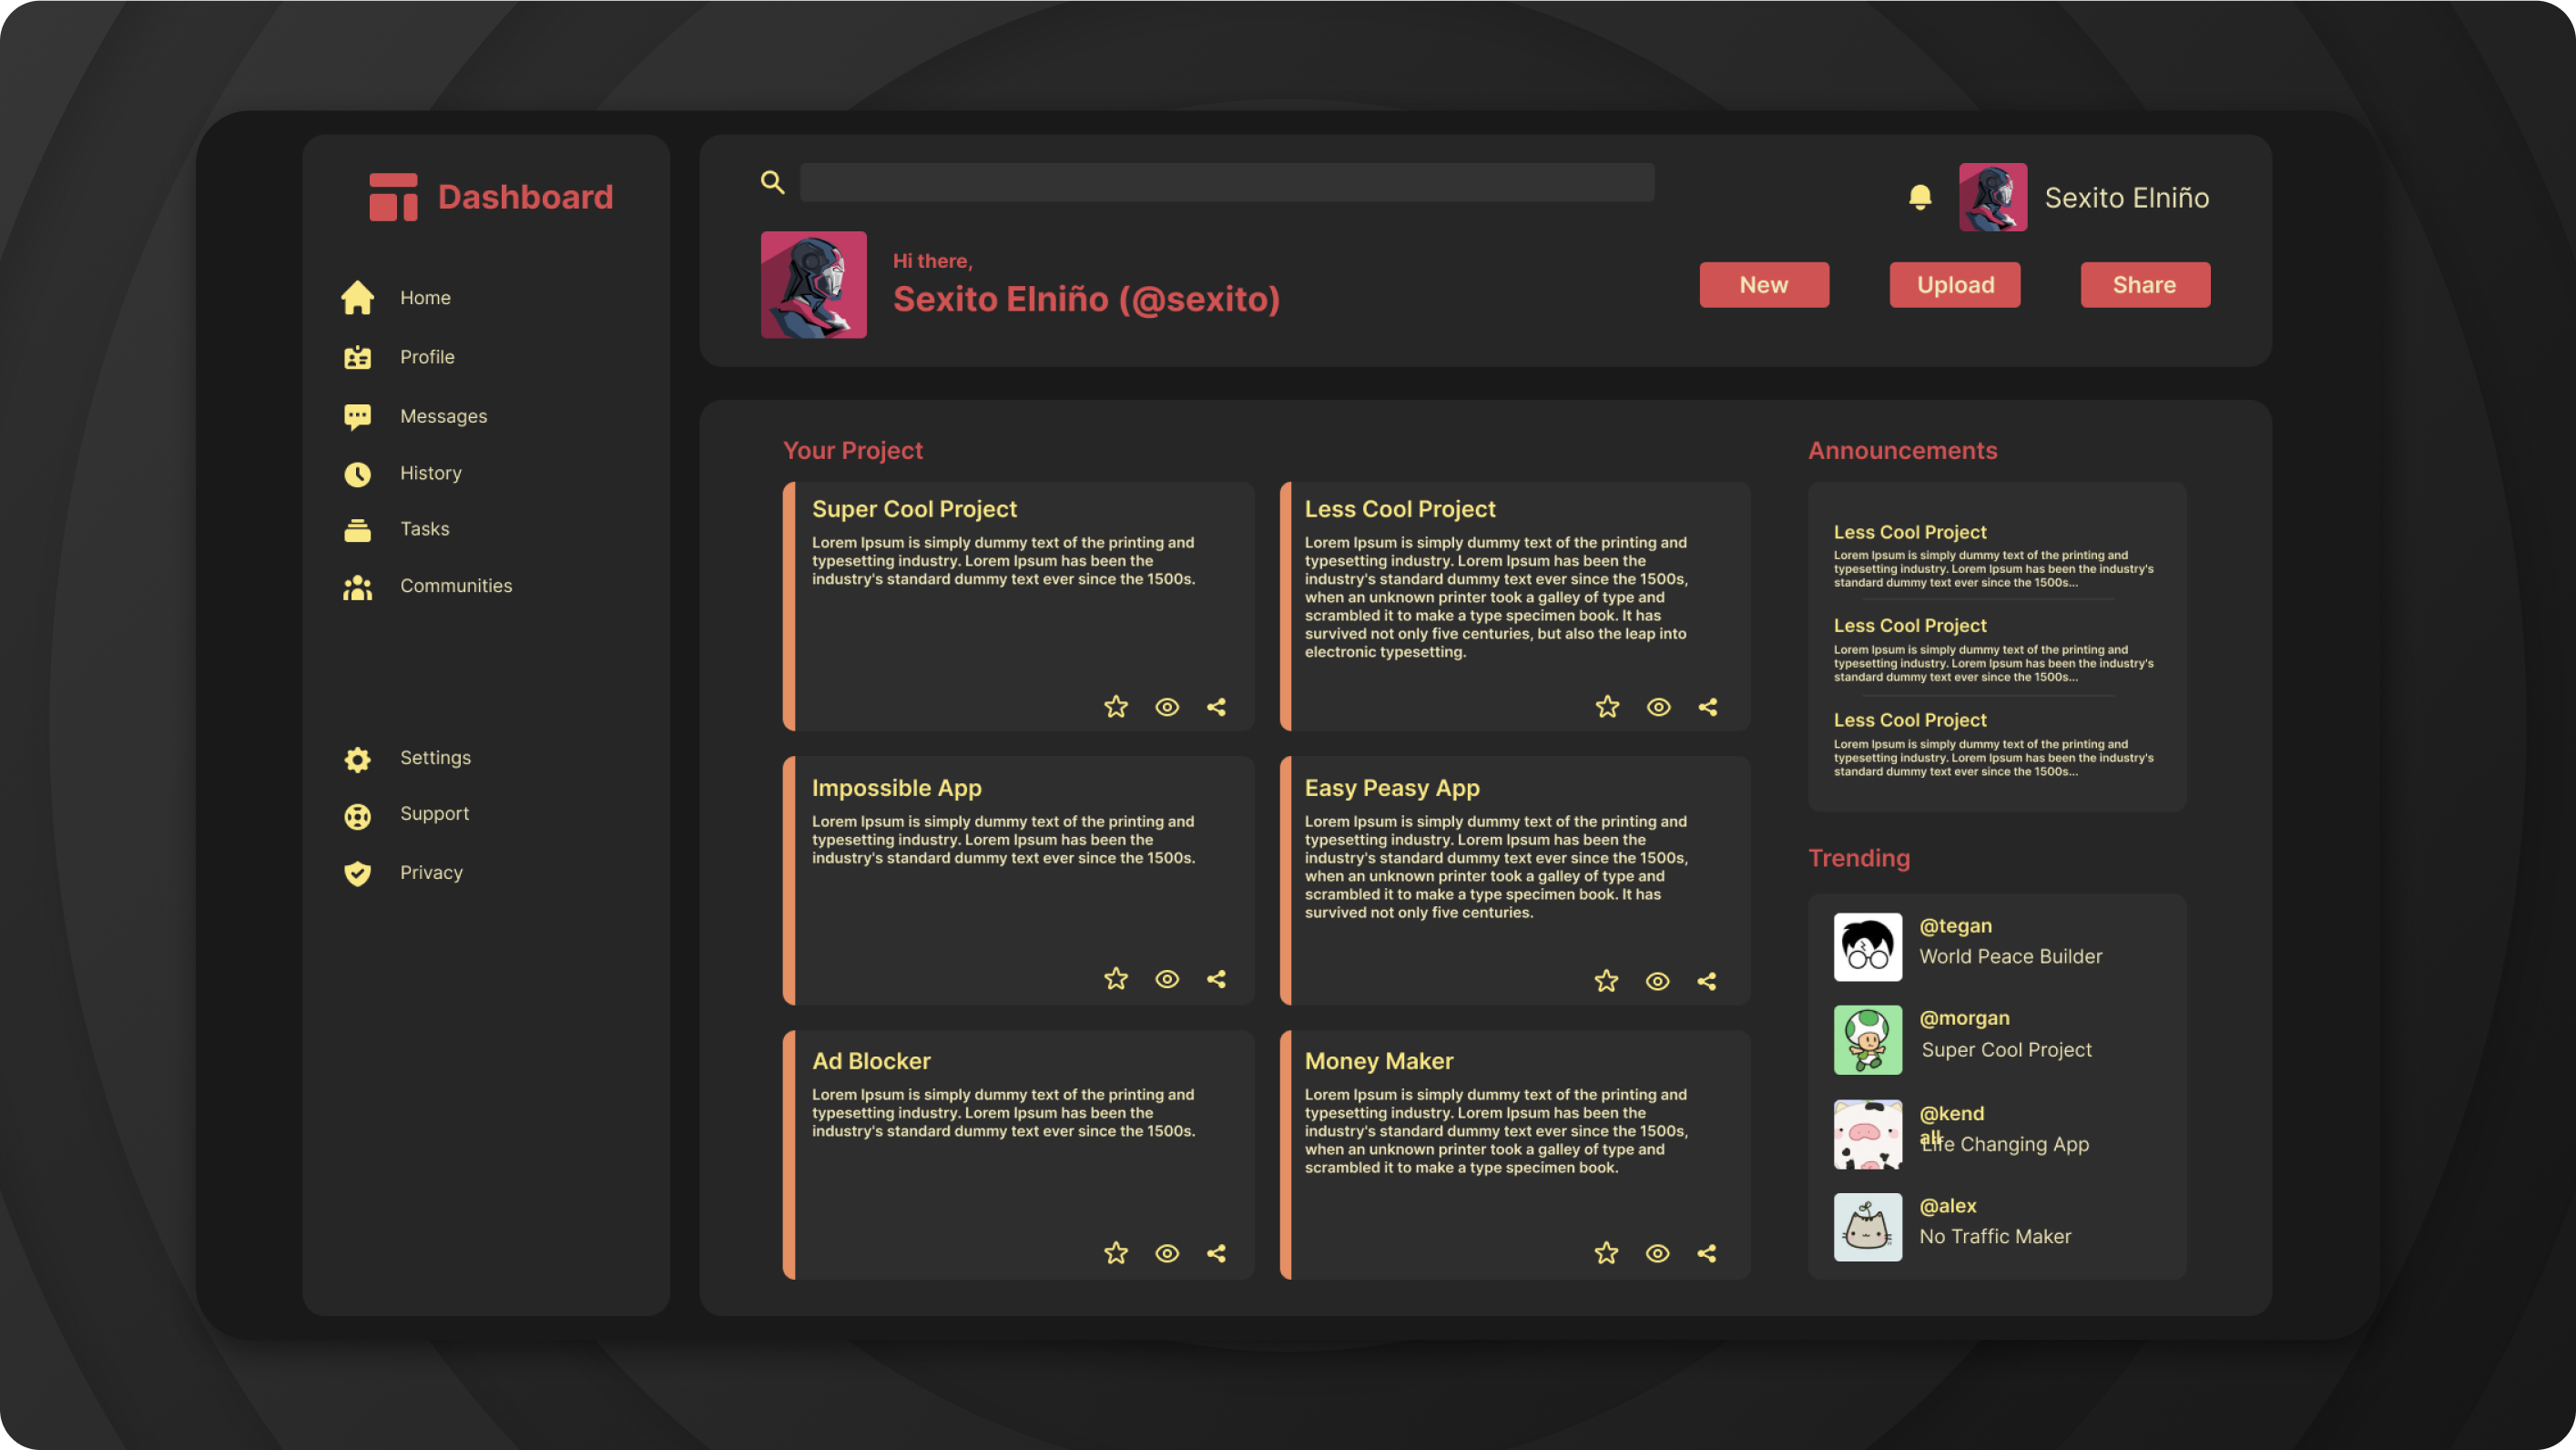 Dashboard
Home
Profile
Messages
History
Tasks
Communities
Settings
Support
Privacy
Sexito Elniño
Hi there,
Sexito Elniño (@sexito)
New
Upload
Share
Your Project
Super Cool Project
Lorem Ipsum is simply dummy text of the printing and
typesetting industry. Lorem Ipsum has been the
industry's standard dummy text ever since the 1500s.
Less Cool Project
Lorem Ipsum is simply dummy text of the printing and
typesetting industry. Lorem Ipsum has been the
industry's standard dummy text ever since the 1500s,
when an unknown printer took a galley of type and
scrambled it to make a type specimen book. It has
survived not only five centuries, but also the leap into
electronic typesetting.
Impossible App
Lorem Ipsum is simply dummy text of the printing and
typesetting industry. Lorem Ipsum has been the
industry's standard dummy text ever since the 1500s.
Easy Peasy App
Lorem Ipsum is simply dummy text of the printing and
typesetting industry. Lorem Ipsum has been the
industry's standard dummy text ever since the 1500s,
when an unknown printer took a galley of type and
scrambled it to make a type specimen book. It has
survived not only five centuries.
Ad Blocker
Lorem Ipsum is simply dummy text of the printing and
typesetting industry. Lorem Ipsum has been the
industry's standard dummy text ever since the 1500s.
Money Maker
Lorem Ipsum is simply dummy text of the printing and
typesetting industry. Lorem Ipsum has been the
industry's standard dummy text ever since the 1500s,
when an unknown printer took a galley of type and
scrambled it to make a type specimen book.
Announcements
Less Cool Project
Lorem Ipsum is simply dummy text of the printing and
typesetting industry. Lorem Ipsum has been the industry's
standard dummy text ever since the 1500s...
Less Cool Project
Lorem Ipsum is simply dummy text of the printing and
typesetting industry. Lorem Ipsum has been the industry's
standard dummy text ever since the 1500s...
Less Cool Project
Lorem Ipsum is simply dummy text of the printing and
typesetting industry. Lorem Ipsum has been the industry's
standard dummy text ever since the 1500s...
Trending
@tegan
World Peace Builder
@morgan
Super Cool Project
@kend
all
Life Changing App
@alex
No Traffic Maker